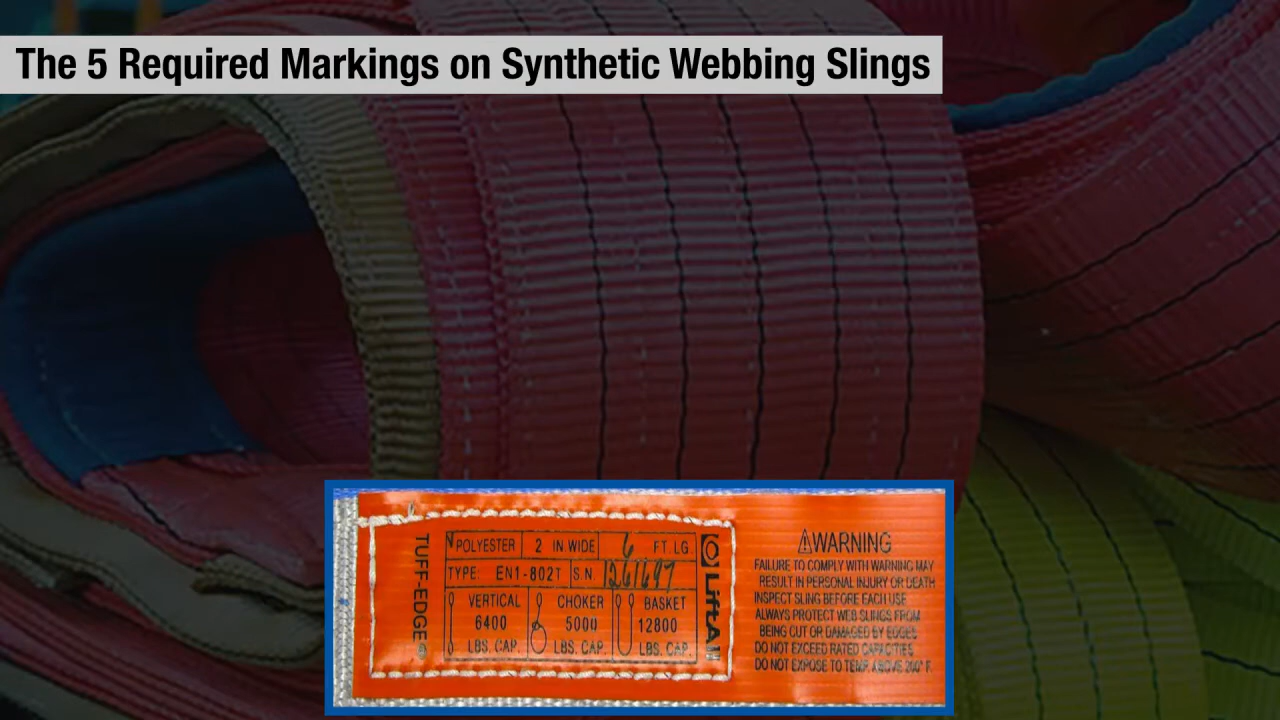 The 5 Required Markings on Synthetic Webbing Slings
TUFF-EDGE®
POLYESTER 2 IN WIDE 6 FT. LG.
TYPE EN1-802T S.N. 1261697
VERTICAL CHOKER BASKET
6400 5000 12800
LBS. CAP. LBS. CAP. LBS. CAP.
Lift-All
⚠WARNING
FAILURE TO COMPLY WITH WARNING MAY
RESULT IN PERSONAL INJURY OR DEATH
INSPECT SLING BEFORE EACH USE
ALWAYS PROTECT WEB SLINGS FROM
BEING CUT OR DAMAGED BY EDGES
DO NOT EXCEED RATED CAPACITIES
DO NOT EXPOSE TO TEMP. ABOVE 200° F.